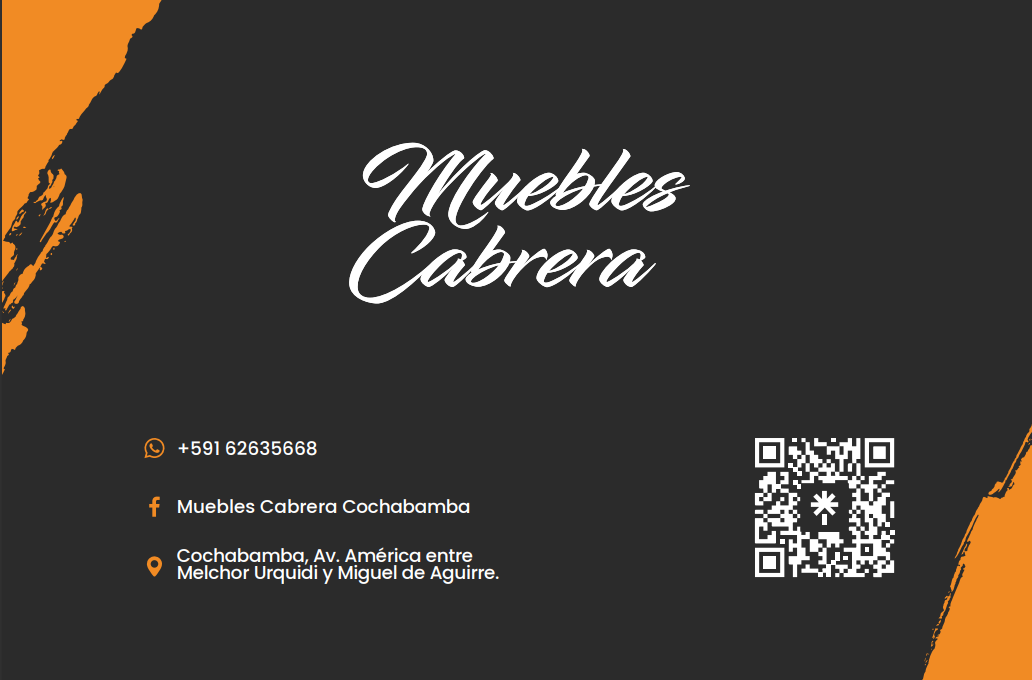 Muebles
Cabrera
+591 62635668
Muebles Cabrera Cochabamba
Cochabamba, Av. América entre
Melchor Urquidi y Miguel de Aguirre.